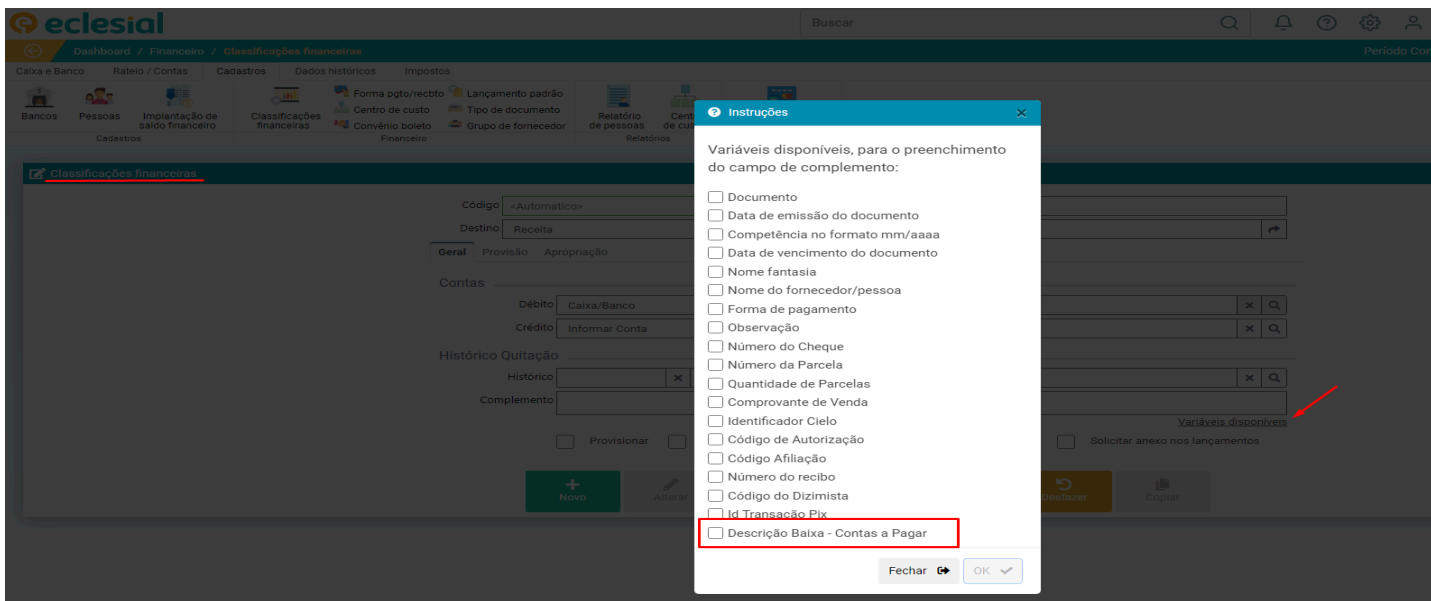 eclesial
Buscar
Dashboard / Financeiro / Classificações financeiras
Período Con
Caixa e Banco Rateio / Contas Cadastros Dados históricos Impostos
Bancos
Pessoas
Implantação de
saldo financeiro
Cadastros
Classificações
financeiras
Forma pgto/recbto
Centro de custo
Convênio boleto
Lançamento padrão
Tipo de documento
Grupo de fornecedor
Financeiro
Relatório
de pessoas
Cent
de cus
Relatórios
Classificações financeiras
Código <Automatico>
Destino Receita
Geral Provisão Apropriação
Contas
Débito Caixa/Banco
Crédito Informar Conta
Histórico Quitação
Histórico
Complemento
Variáveis disponíveis
Provisionar
Solicitar anexo nos lançamentos
Novo
Alterar
Desfazer
Copiar
Instruções
Variáveis disponíveis, para o preenchimento
do campo de complemento:
Documento
Data de emissão do documento
Competência no formato mm/aaaa
Data de vencimento do documento
Nome fantasia
Nome do fornecedor/pessoa
Forma de pagamento
Observação
Número do Cheque
Número da Parcela
Quantidade de Parcelas
Comprovante de Venda
Identificador Cielo
Código de Autorização
Código Afiliação
Número do recibo
Código do Dizimista
Id Transação Pix
Descrição Baixa - Contas a Pagar
Fechar
OK